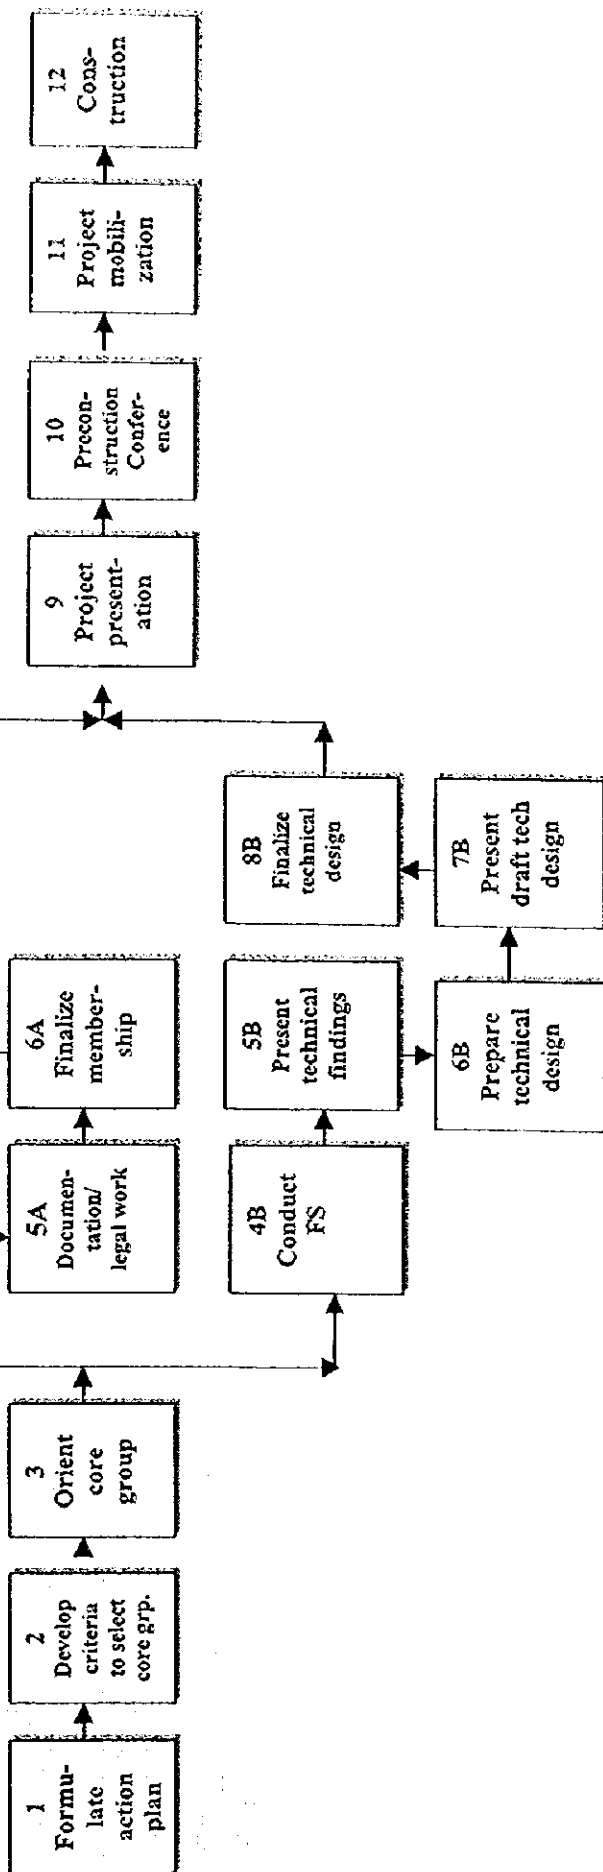 1
Formu-
late
action
plan
2
Develop
criteria
to select
core grp.
3
Orient
core
group
5A
Documen-
tation/
legal work
6A
Finalize
member-
ship
4B
Conduct
FS
5B
Present
technical
findings
6B
Prepare
technical
design
7B
Present
draft tech
design
8B
Finalize
technical
design
9
Project
present-
ation
10
Precon-
struction
Confer-
ence
11
Project
mobili-
zation
12
Cons-
truction